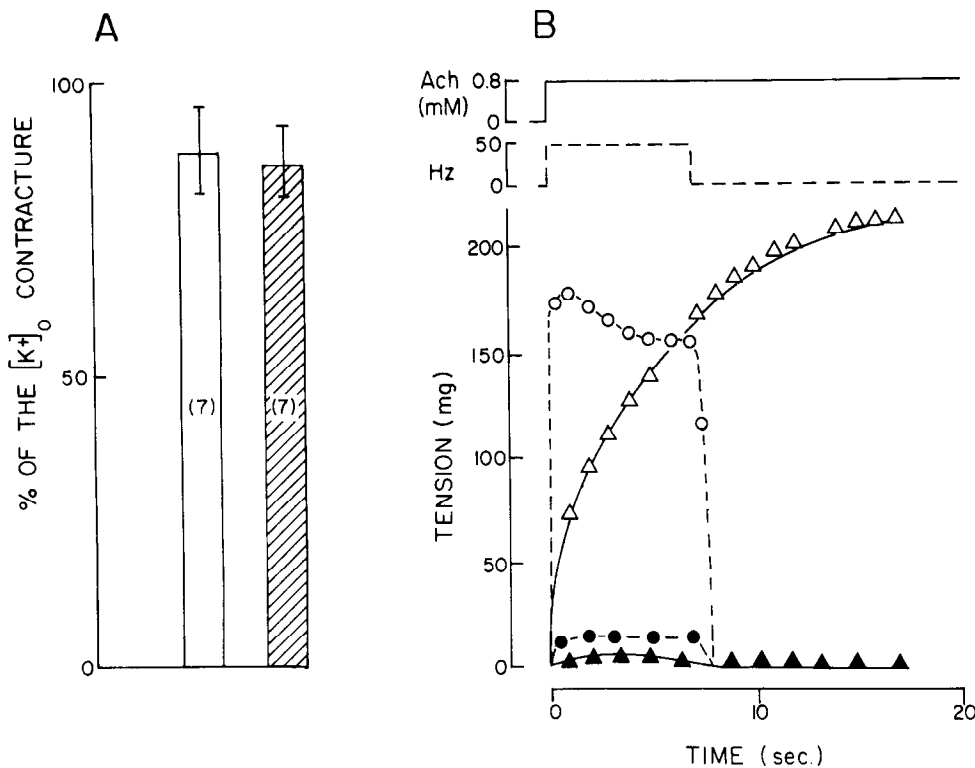 A
100
50
0
% OF THE [K+]o CONTRACTURE
(7)
(7)
B
Ach
(mM)
0.8
0
Hz
50
0
TENSION (mg)
200
150
100
50
0
0
10
20
TIME (sec.)